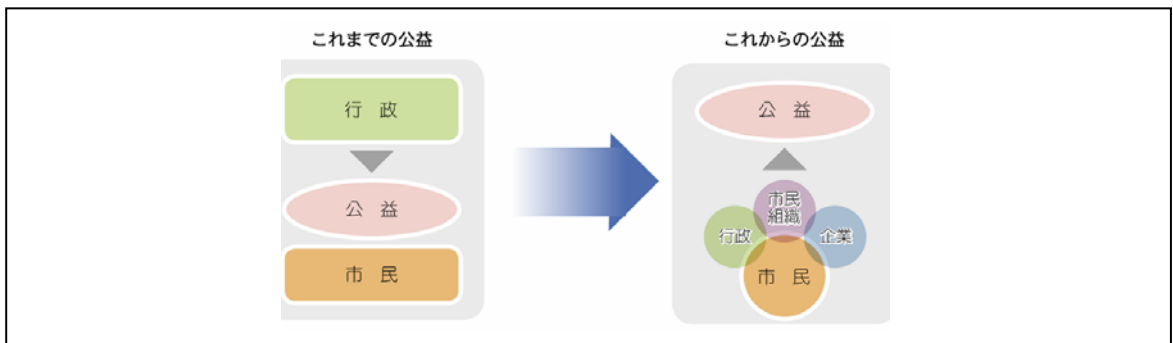 これまでの公益
行 政
公 益
市 民
これからの公益
公 益
市民
組織
行政
企業
市 民